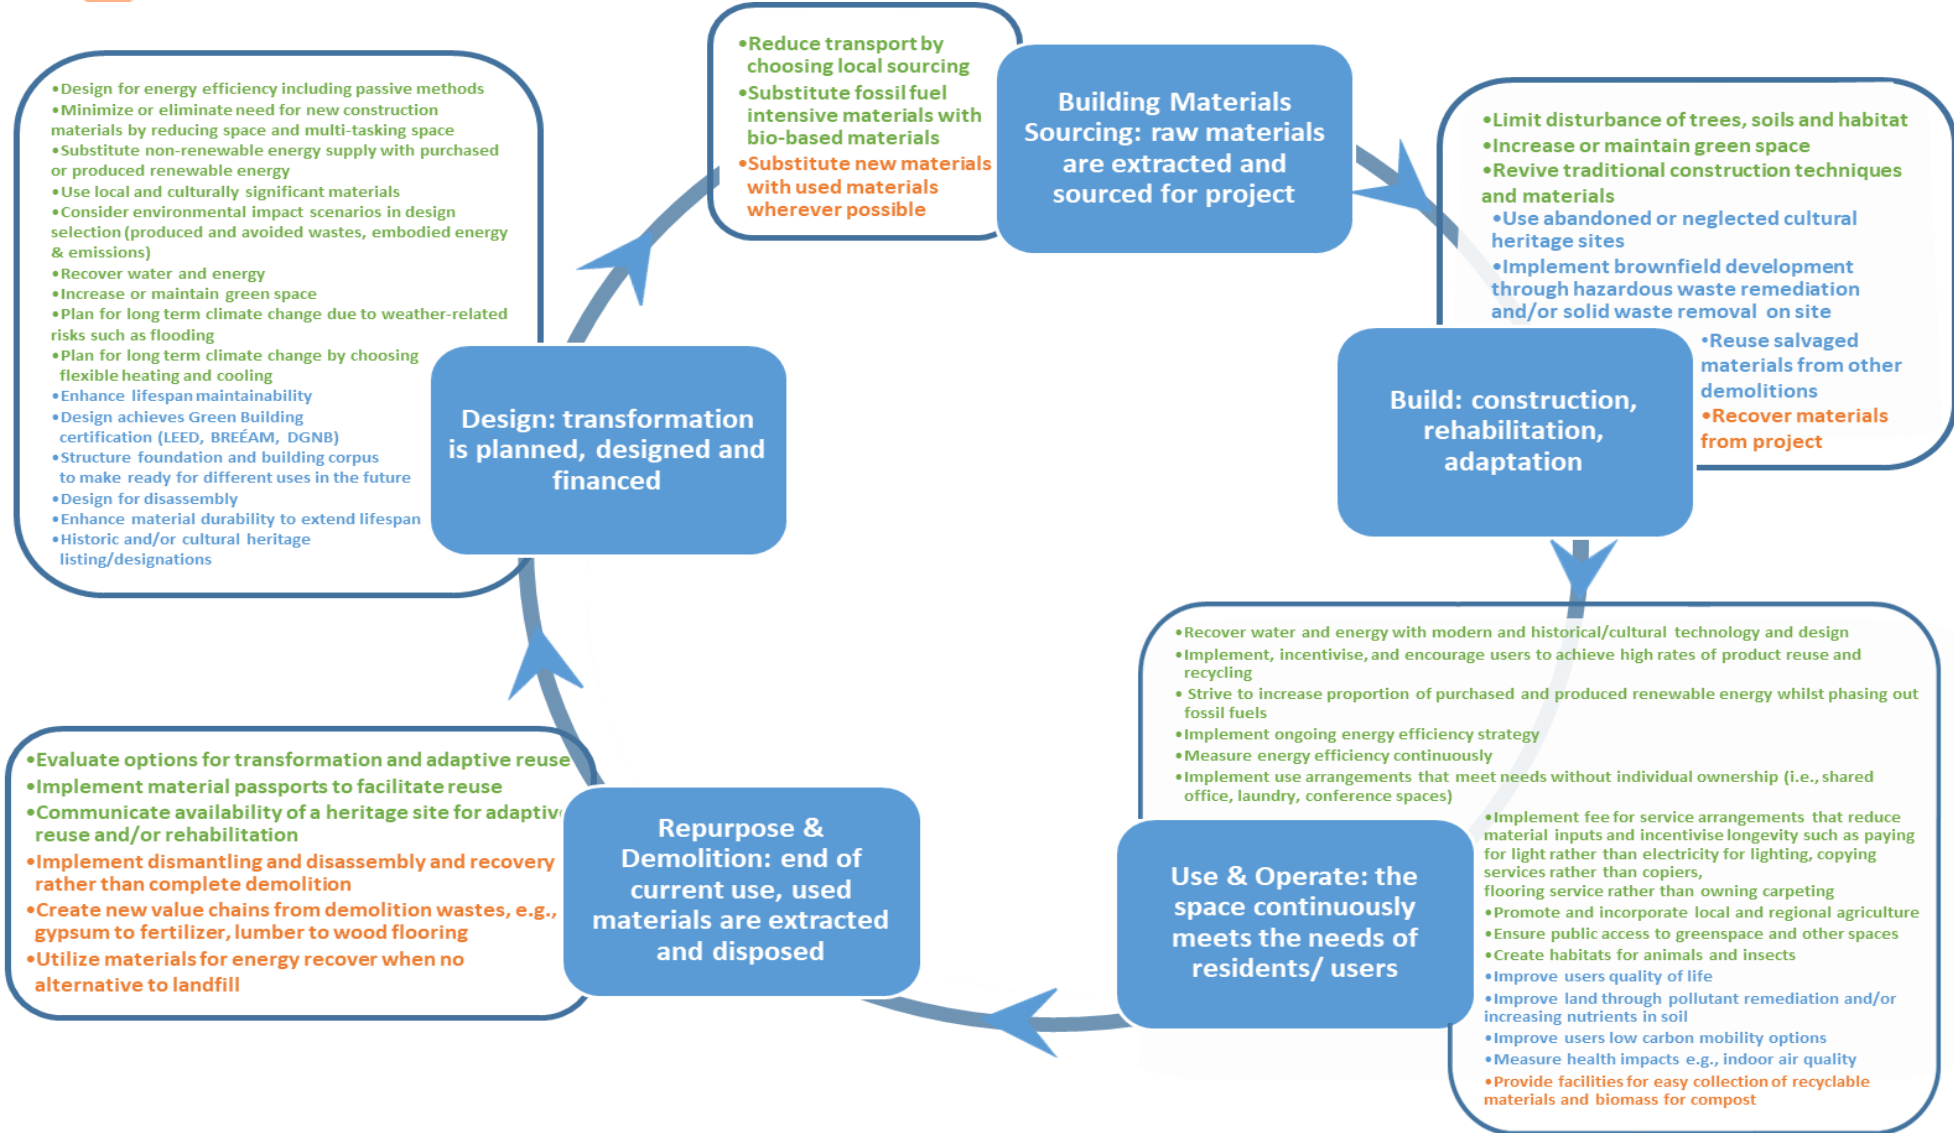 •Reduce transport by
choosing local sourcing
•Substitute fossil fuel
intensive materials with
bio-based materials
•Substitute new materials
with used materials
wherever possible
Building Materials
Sourcing: raw materials
are extracted and
sourced for project
•Limit disturbance of trees, soils and habitat
•Increase or maintain green space
•Revive traditional construction techniques
and materials
•Use abandoned or neglected cultural
heritage sites
•Implement brownfield development
through hazardous waste remediation
and/or solid waste removal on site
•Reuse salvaged
materials from other
demolitions
•Recover materials
from project
Build: construction,
rehabilitation,
adaptation
•Recover water and energy with modern and historical/cultural technology and design
•Implement, incentivise, and encourage users to achieve high rates of product reuse and
recycling
• Strive to increase proportion of purchased and produced renewable energy whilst phasing out
fossil fuels
•Implement ongoing energy efficiency strategy
•Measure energy efficiency continuously
•Implement use arrangements that meet needs without individual ownership (i.e., shared
office, laundry, conference spaces)
•Implement fee for service arrangements that reduce
material inputs and incentivise longevity such as paying
for light rather than electricity for lighting, copying
services rather than copiers,
flooring service rather than owning carpeting
•Promote and incorporate local and regional agriculture
•Ensure public access to greenspace and other spaces
•Create habitats for animals and insects
•Improve users quality of life
•Improve land through pollutant remediation and/or
increasing nutrients in soil
•Improve users low carbon mobility options
•Measure health impacts e.g., indoor air quality
•Provide facilities for easy collection of recyclable
materials and biomass for compost
Use & Operate: the
space continuously
meets the needs of
residents/ users
•Evaluate options for transformation and adaptive reuse
•Implement material passports to facilitate reuse
•Communicate availability of a heritage site for adaptive
reuse and/or rehabilitation
•Implement dismantling and disassembly and recovery
rather than complete demolition
•Create new value chains from demolition wastes, e.g.,
gypsum to fertilizer, lumber to wood flooring
•Utilize materials for energy recover when no
alternative to landfill
Repurpose &
Demolition: end of
current use, used
materials are extracted
and disposed
•Design for energy efficiency including passive methods
•Minimize or eliminate need for new construction
materials by reducing space and multi-tasking space
•Substitute non-renewable energy supply with purchased
or produced renewable energy
•Use local and culturally significant materials
•Consider environmental impact scenarios in design
selection (produced and avoided wastes, embodied energy
& emissions)
•Recover water and energy
•Increase or maintain green space
•Plan for long term climate change due to weather-related
risks such as flooding
•Plan for long term climate change by choosing
flexible heating and cooling
•Enhance lifespan maintainability
•Design achieves Green Building
certification (LEED, BREÉAM, DGNB)
•Structure foundation and building corpus
to make ready for different uses in the future
•Design for disassembly
•Enhance material durability to extend lifespan
•Historic and/or cultural heritage
listing/designations
Design: transformation
is planned, designed and
financed